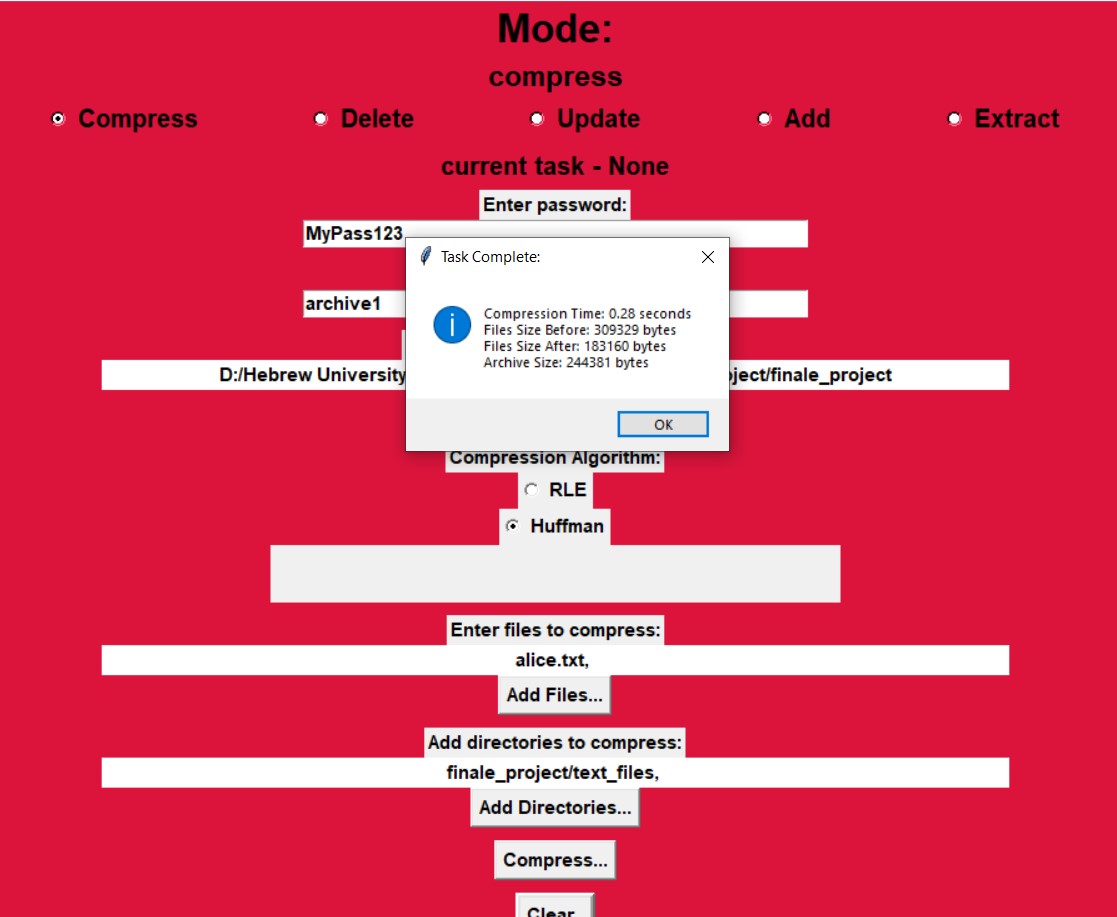 Mode:
compress
Compress Delete Update Add Extract
current task - None
Enter password:
MyPass123
Task Complete:
archive1
Compression Time: 0.28 seconds
Files Size Before: 309329 bytes
Files Size After: 183160 bytes
Archive Size: 244381 bytes
D:/Hebrew University ject/finale_project
OK
Compression Algorithm:
RLE
Huffman
Enter files to compress:
alice.txt,
Add Files...
Add directories to compress:
finale_project/text_files,
Add Directories...
Compress...
Clear